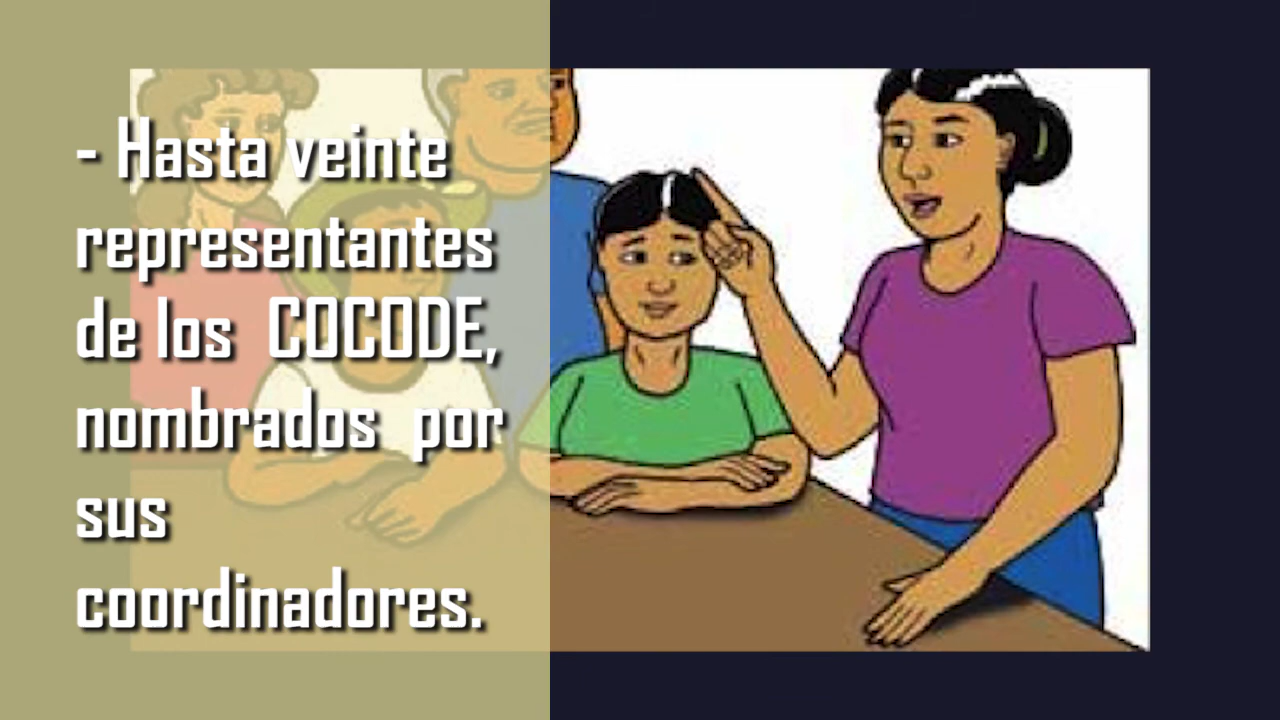 - Hasta veinte
representantes
de los COCODE,
nombrados por
sus
coordinadores.